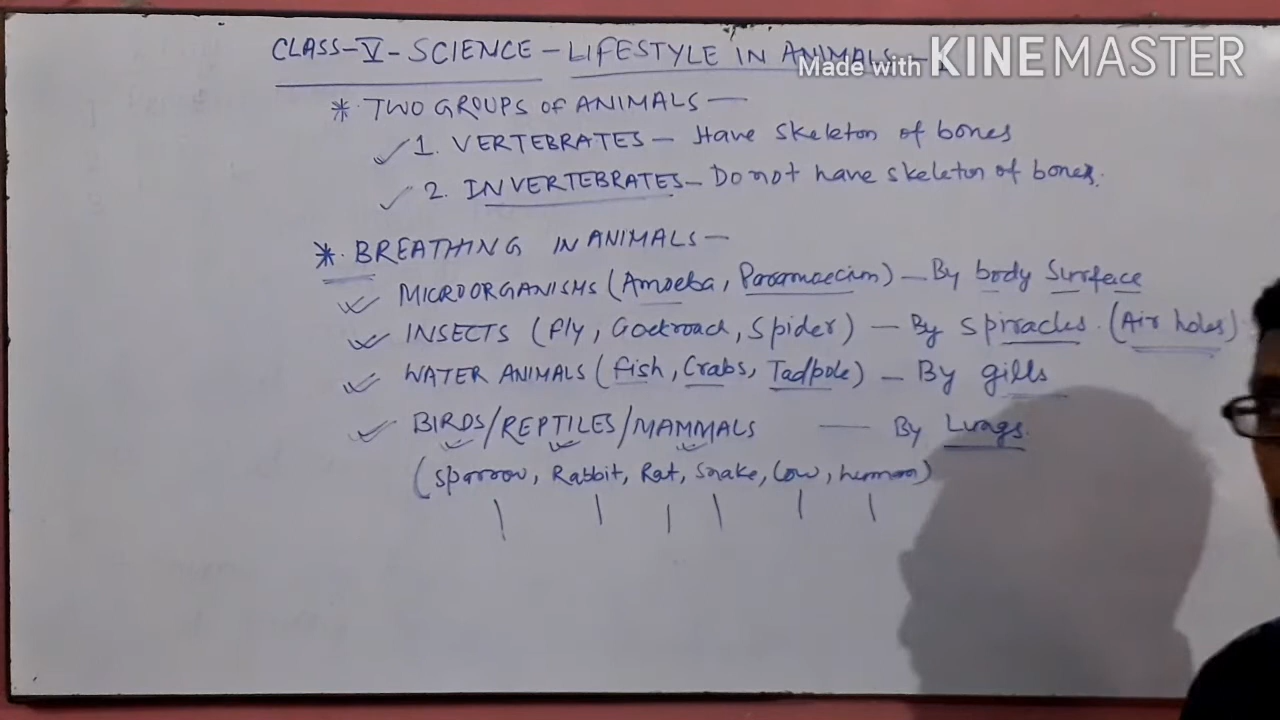 CLASS-V-SCIENCE - LIFESTYLE IN ANIMALS -
Made with KINEMASTER
* TWO GROUPS OF ANIMALS —
1. VERTEBRATES - Have skeleton of bones
2. INVERTEBRATES - Do not have skeleton of bones.
* BREATHING IN ANIMALS —
MICROORGANISMS (Amoeba, Paramaecium) - By body Surface
INSECTS (fly, Cockroach, Spider) - By Spiracles. (Air holes)
WATER ANIMALS (fish, Crabs, Tadpole) - By gills
BIRDS/REPTILES/MAMMALS — By Lungs.
(Sparrow, Rabbit, Rat, Snake, Cow, human)